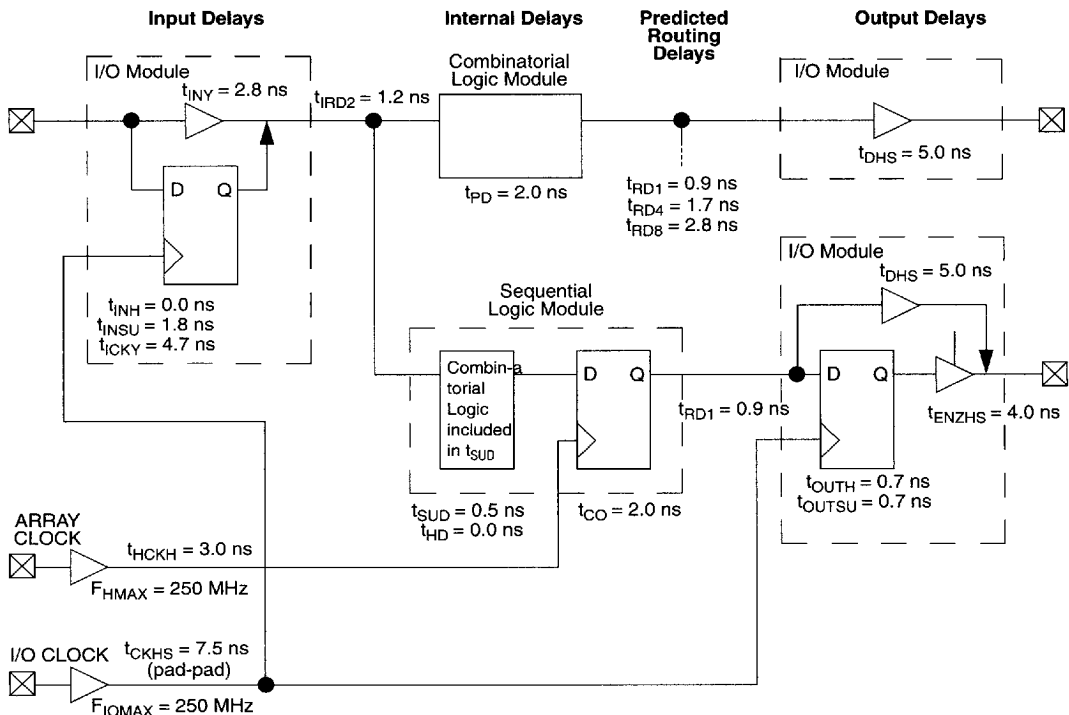 Input Delays
Internal Delays
Predicted
Routing
Delays
Output Delays
I/O Module
tINY = 2.8 ns
tIRD2 = 1.2 ns
Combinatorial
Logic Module
I/O Module
tDHS = 5.0 ns
D Q
tPD = 2.0 ns
tRD1 = 0.9 ns
tRD4 = 1.7 ns
tRD8 = 2.8 ns
I/O Module
tDHS = 5.0 ns
tINH = 0.0 ns
tINSU = 1.8 ns
tICKY = 4.7 ns
Sequential
Logic Module
Combin-a
torial
Logic
included
in tSUD
D Q
tRD1 = 0.9 ns
D Q
tENZHS = 4.0 ns
tSUD = 0.5 ns
tHD = 0.0 ns
tCO = 2.0 ns
tOUTH = 0.7 ns
tOUTSU = 0.7 ns
ARRAY
CLOCK
tHCKH = 3.0 ns
FHMAX = 250 MHz
I/O CLOCK
tCKHS = 7.5 ns
(pad-pad)
FIOMAX = 250 MHz